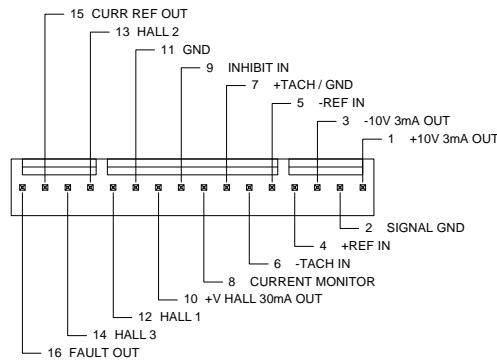 15 CURR REF OUT
13 HALL 2
11 GND
9 INHIBIT IN
7 +TACH / GND
5 -REF IN
3 -10V 3mA OUT
1 +10V 3mA OUT
2 SIGNAL GND
4 +REF IN
6 -TACH IN
8 CURRENT MONITOR
10 +V HALL 30mA OUT
12 HALL 1
14 HALL 3
16 FAULT OUT